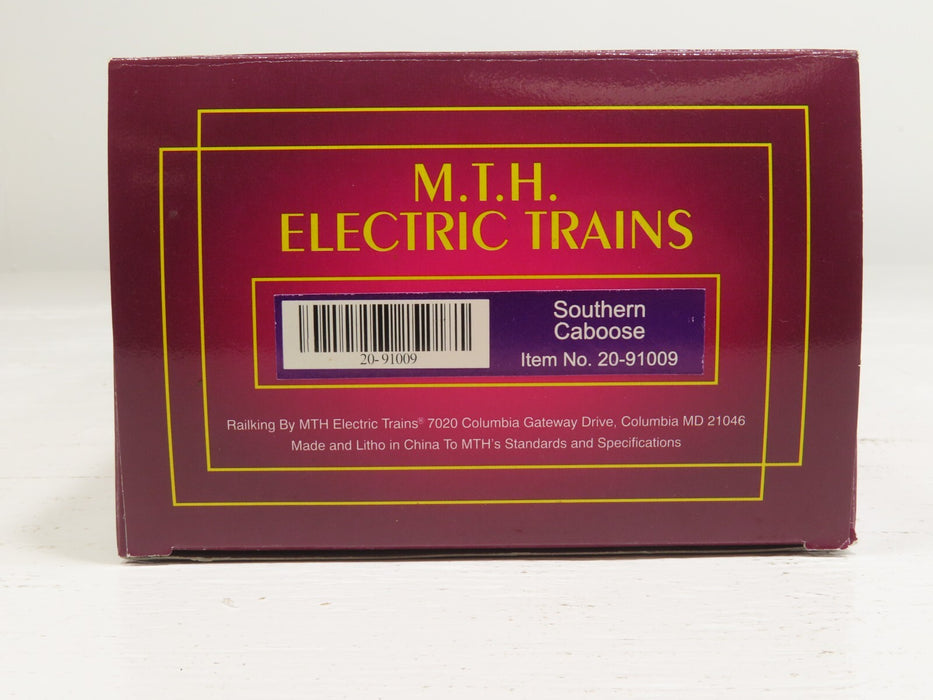 M.T.H.
ELECTRIC TRAINS
20-91009
Southern
Caboose
Item No. 20-91009
Railking By MTH Electric Trains® 7020 Columbia Gateway Drive, Columbia MD 21046
Made and Litho in China To MTH's Standards and Specifications